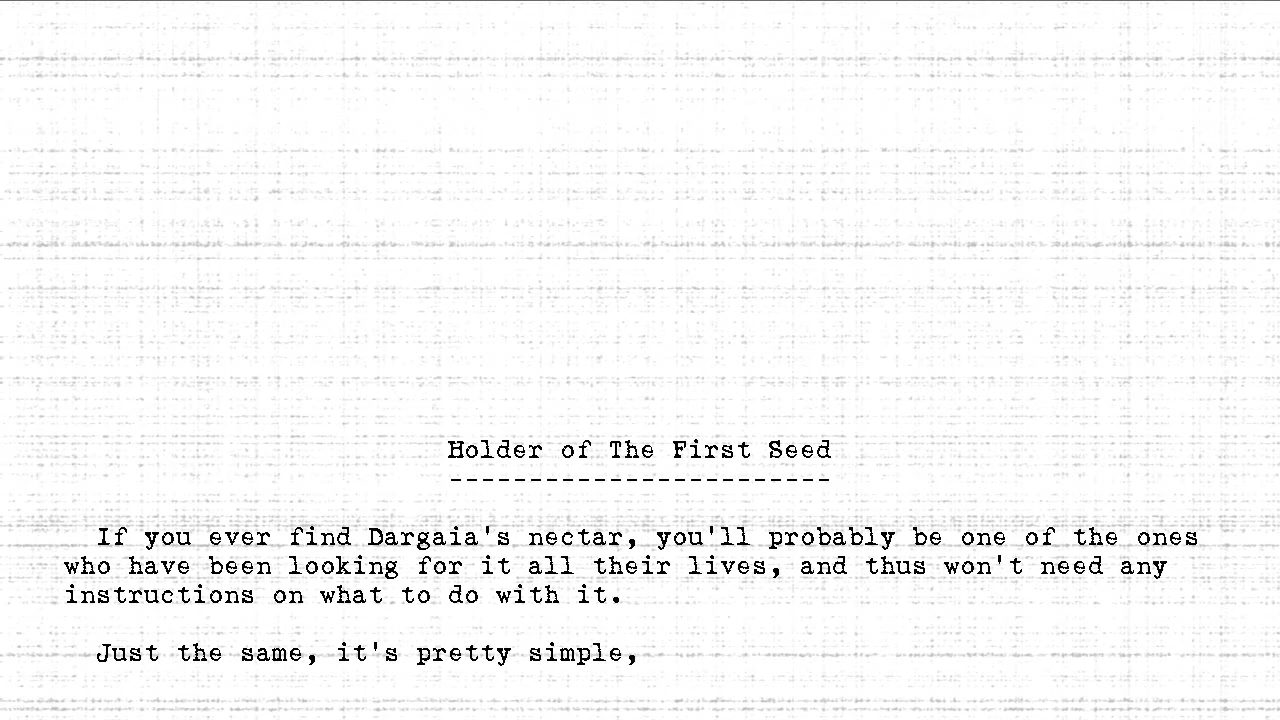 Holder of The First Seed
------------------------
If you ever find Dargaia's nectar, you'll probably be one of the ones
who have been looking for it all their lives, and thus won't need any
instructions on what to do with it.
Just the same, it's pretty simple,